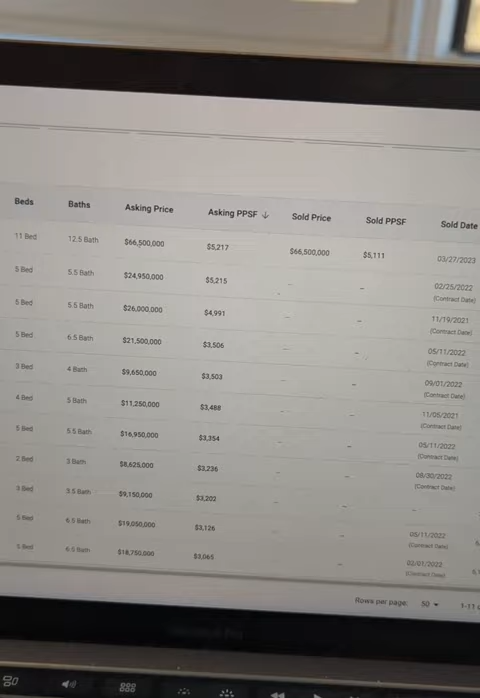 Beds Baths Asking Price Asking PPSF ↓ Sold Price Sold PPSF Sold Date
11 Bed 12.5 Bath $66,500,000 $5,217 $66,500,000 $5,111 03/27/2023
5 Bed 5.5 Bath $24,950,000 $5,215 – – 02/25/2022
(Contract Date)
5 Bed 5.5 Bath $26,000,000 $4,991 – – 11/19/2021
(Contract Date)
5 Bed 6.5 Bath $21,500,000 $3,506 – – 05/11/2022
(Contract Date)
3 Bed 4 Bath $9,650,000 $3,503 – – 09/01/2022
(Contract Date)
4 Bed 5 Bath $11,250,000 $3,488 – – 11/05/2021
(Contract Date)
5 Bed 5.5 Bath $16,950,000 $3,354 – – 05/11/2022
(Contract Date)
2 Bed 3 Bath $8,625,000 $3,236 – – 08/30/2022
(Contract Date)
3 Bed 3.5 Bath $9,150,000 $3,202 – – –
5 Bed 6.5 Bath $19,050,000 $3,126 – 05/11/2022
(Contract Date)
5 Bed 6.5 Bath $18,750,000 $3,065 – 02/01/2022
(Contract Date)
Rows per page: 50 1-11